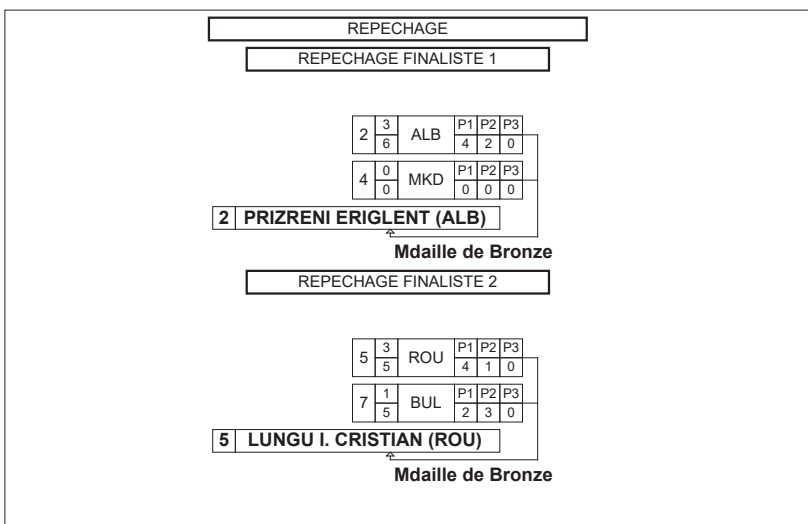 REPECHAGE
REPECHAGE FINALISTE 1
2 3 ALB P1 P2 P3
6 4 2 0
4 0 MKD P1 P2 P3
0 0 0 0
2 PRIZRENI ERIGLENT (ALB)
Mdaille de Bronze
REPECHAGE FINALISTE 2
5 3 ROU P1 P2 P3
5 4 1 0
7 1 BUL P1 P2 P3
5 2 3 0
5 LUNGU I. CRISTIAN (ROU)
Mdaille de Bronze